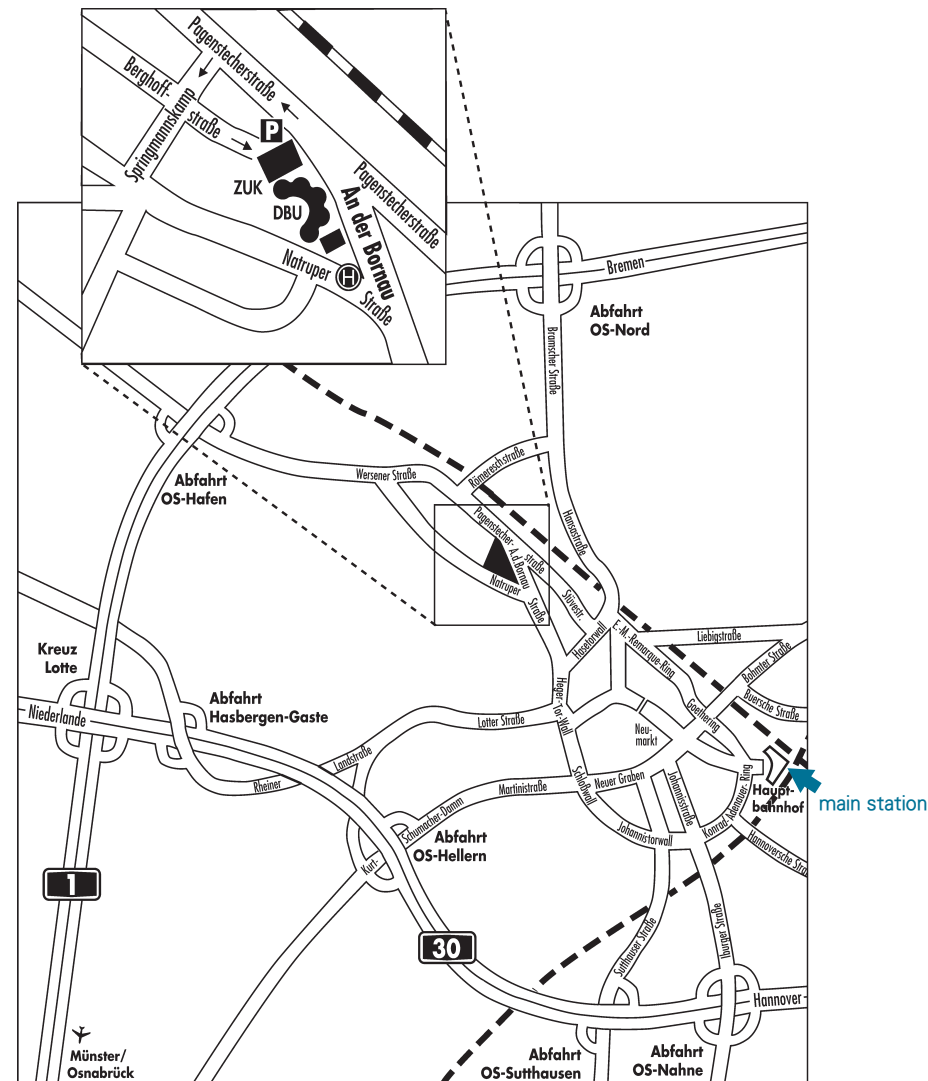 Pagenstecherstraße
Berghoff-
straße
Springmannskamp
P
ZUK
DBU
An der Bornau
Pagenstecherstraße
Natruper
H
Straße
Bremen
Abfahrt
OS-Nord
Bramscher Straße
Römereschstraße
Wersener Straße
Abfahrt
OS-Hafen
Pagenstecher-
straße
A.d.Bornau
Natruper
Straße
Hansastraße
Stüvestr.
Hasetorwall
E.-M.-Remarque-Ring
Liebigstraße
Bohmter Straße
Buersche Straße
Goethering
Kreuz
Lotte
Niederlande
Abfahrt
Hasbergen-Gaste
Heger-Tor-Wall
Lotter Straße
Neu-
markt
Landstraße
Rheiner
Martinistraße
Neuer Graben
Schloßwall
Johannisstraße
Konrad-Adenauer-Ring
Haupt-
bahnhof
main station
Schumacher-Damm
Kurt-
Abfahrt
OS-Hellern
Johannistorwall
Hannoversche Stra
1
30
Sutthauser Straße
Iburger Straße
Hannover
Münster/
Osnabrück
Abfahrt
OS-Sutthausen
Abfahrt
OS-Nahne